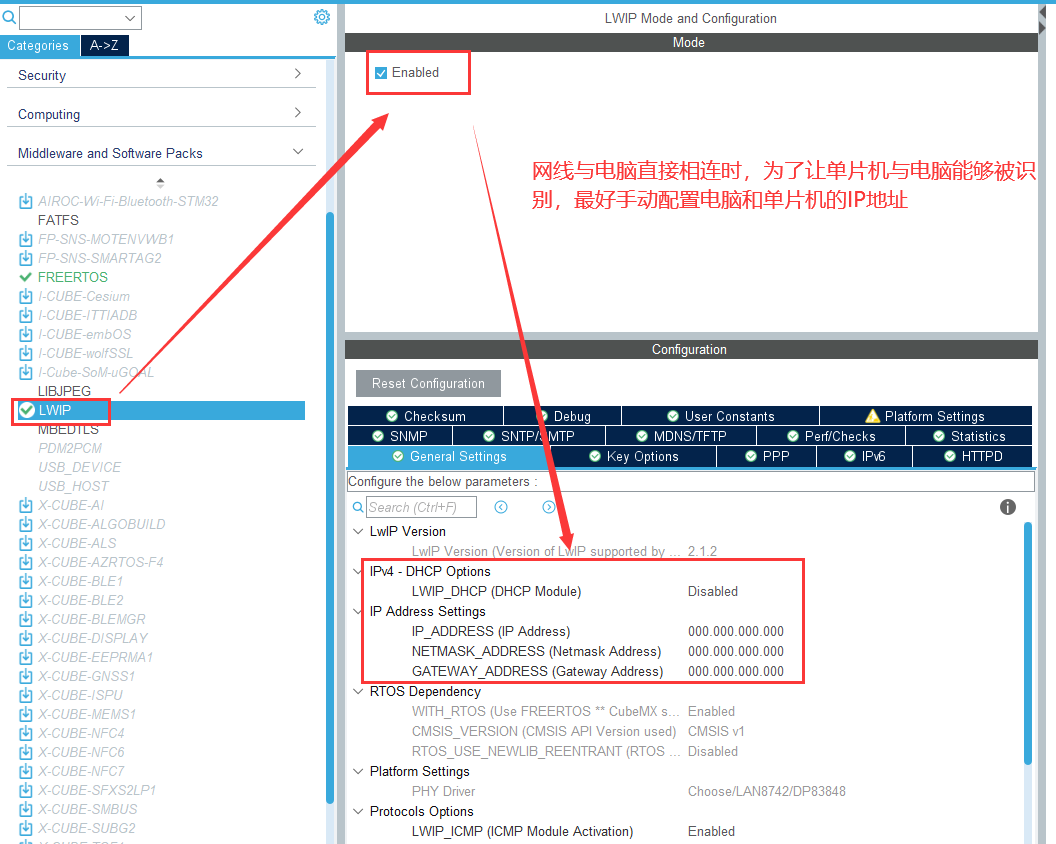 LWIP Mode and Configuration
Categories
A->Z
Mode
Enabled
Security
Computing
Middleware and Software Packs
网线与电脑直接相连时，为了让单片机与电脑能够被识
别，最好手动配置电脑和单片机的IP地址
AIROC-Wi-Fi-Bluetooth-STM32
FATFS
FP-SNS-MOTENVWB1
FP-SNS-SMARTAG2
FREERTOS
I-CUBE-Cesium
I-CUBE-ITTIADB
I-CUBE-embOS
I-CUBE-wolfSSL
I-Cube-SoM-uGOAL
LIBJPEG
LWIP
MBEDTLS
PDM2PCM
USB_DEVICE
USB_HOST
X-CUBE-AI
X-CUBE-ALGOBUILD
X-CUBE-ALS
X-CUBE-AZRTOS-F4
X-CUBE-BLE1
X-CUBE-BLE2
X-CUBE-BLEMGR
X-CUBE-DISPLAY
X-CUBE-EEPRMA1
X-CUBE-GNSS1
X-CUBE-ISPU
X-CUBE-MEMS1
X-CUBE-NFC4
X-CUBE-NFC6
X-CUBE-NFC7
X-CUBE-SFXS2LP1
X-CUBE-SMBUS
X-CUBE-SUBG2
Configuration
Reset Configuration
Checksum Debug User Constants Platform Settings
SNMP SNTP/SMTP MDNS/TFTP Perf/Checks Statistics
General Settings Key Options PPP IPv6 HTTPD
Configure the below parameters :
Search (Ctrl+F)
LwIP Version
LwIP Version (Version of LwIP supported by ... 2.1.2
IPv4 - DHCP Options
LWIP_DHCP (DHCP Module) Disabled
IP Address Settings
IP_ADDRESS (IP Address) 000.000.000.000
NETMASK_ADDRESS (Netmask Address) 000.000.000.000
GATEWAY_ADDRESS (Gateway Address) 000.000.000.000
RTOS Dependency
WITH_RTOS (Use FREERTOS ** CubeMX s... Enabled
CMSIS_VERSION (CMSIS API Version used) CMSIS v1
RTOS_USE_NEWLIB_REENTRANT (RTOS ... Disabled
Platform Settings
PHY Driver Choose/LAN8742/DP83848
Protocols Options
LWIP_ICMP (ICMP Module Activation) Enabled